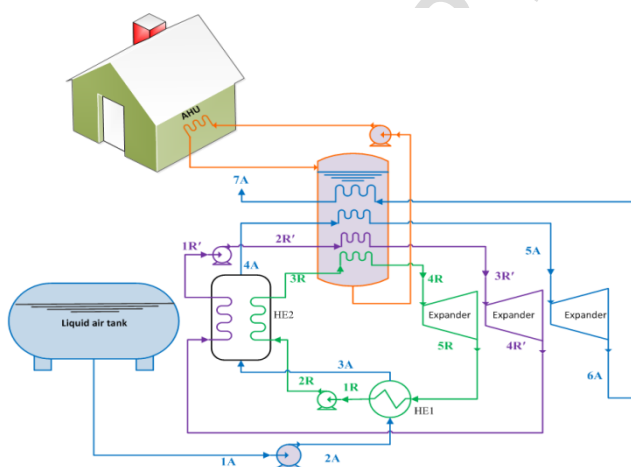 AHU
7A
1R'
2R'
4A
3R
4R
5A
3R'
HE2
Expander
Expander
Expander
Liquid air tank
3A
5R
4R'
2R
1R
6A
HE1
1A
2A